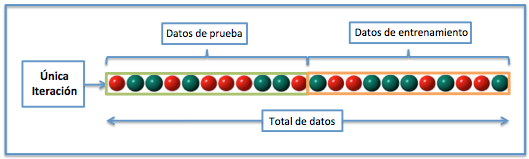 Datos de prueba
Datos de entrenamiento
Única
Iteración
Total de datos